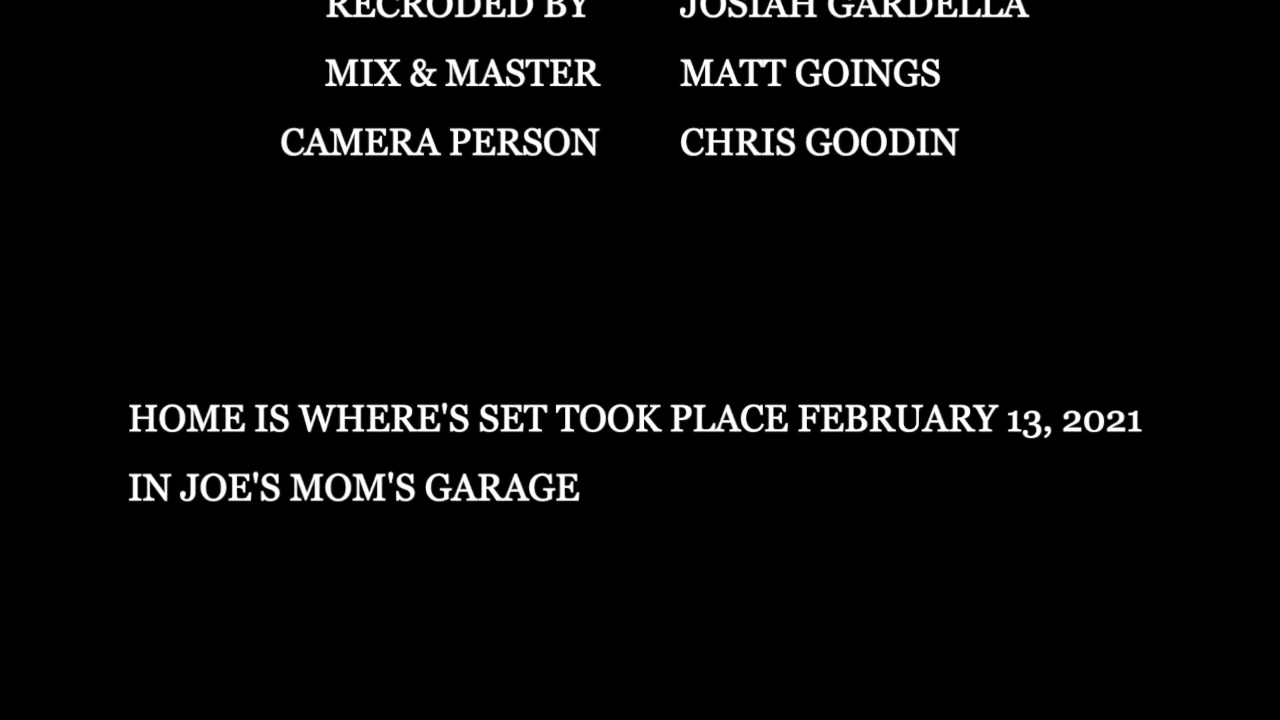 RECRODED BY JOSIAH GARDELLA
MIX & MASTER MATT GOINGS
CAMERA PERSON CHRIS GOODIN
HOME IS WHERE'S SET TOOK PLACE FEBRUARY 13, 2021
IN JOE'S MOM'S GARAGE